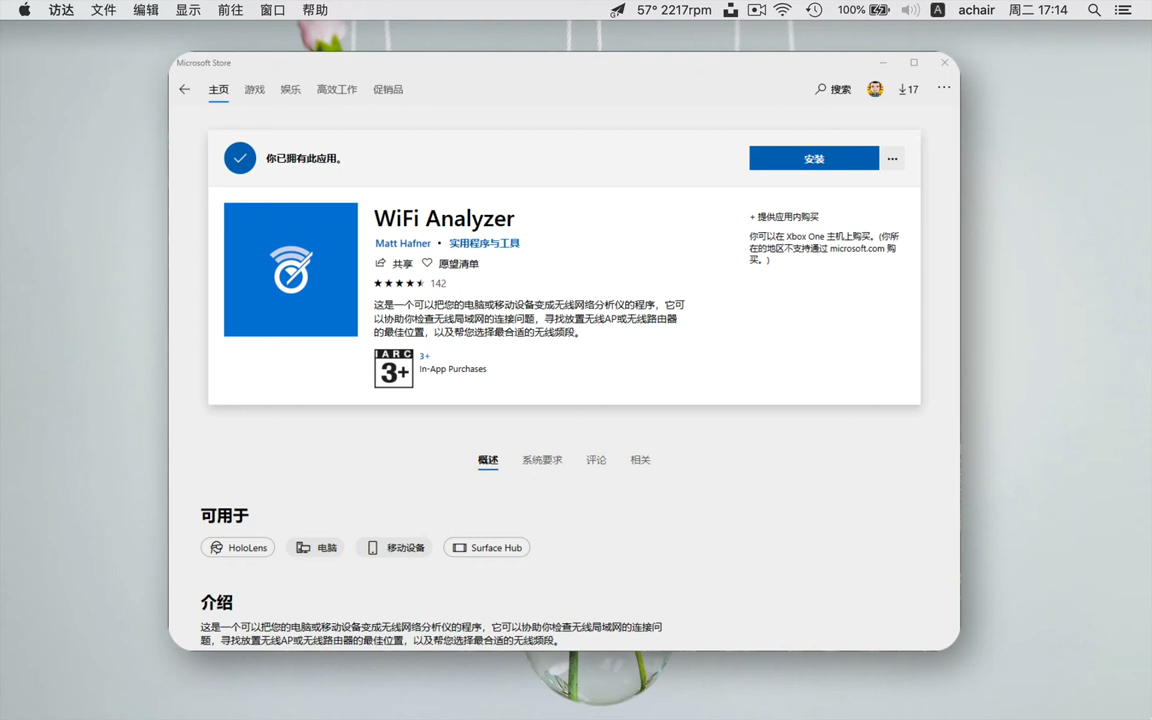 访达 文件 编辑 显示 前往 窗口 帮助 57° 2217rpm 100% A achair 周二 17:14
Microsoft Store
主页 游戏 娱乐 高效工作 促销品 搜索 17
你已拥有此应用。 安装
WiFi Analyzer
Matt Hafner • 实用程序与工具
共享 愿望清单
142
这是一个可以把您的电脑或移动设备变成无线网络分析仪的程序，它可
以协助你检查无线局域网的连接问题，寻找放置无线AP或无线路由器
的最佳位置，以及帮您选择最合适的无线频段。
IARC
3+
3+
In-App Purchases
+ 提供应用内购买
你可以在 Xbox One 主机上购买。(你所
在的地区不支持通过 microsoft.com 购
买。)
概述 系统要求 评论 相关
可用于
HoloLens 电脑 移动设备 Surface Hub
介绍
这是一个可以把您的电脑或移动设备变成无线网络分析仪的程序，它可以协助你检查无线局域网的连接问
题，寻找放置无线AP或无线路由器的最佳位置，以及帮您选择最合适的无线频段。